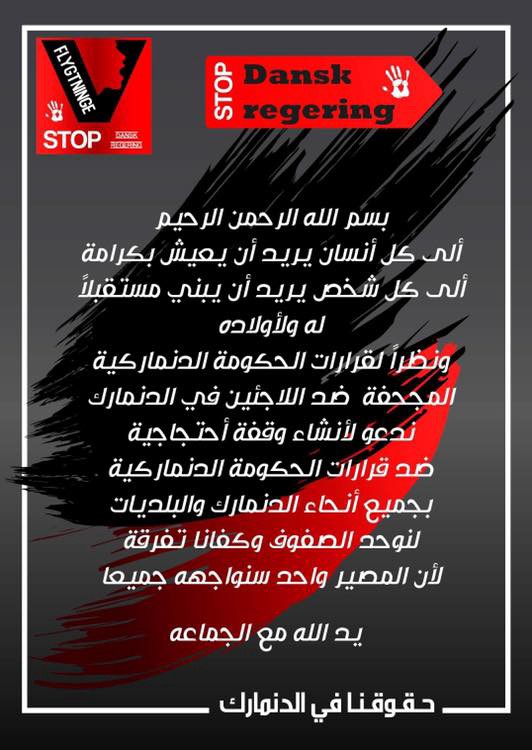 FLYGTNINGE
STOP DANSK REGERING
STOP Dansk regering
بسم الله الرحمن الرحيم
ألى كل أنسان يريد أن يعيش بكرامة
ألى كل شخص يريد أن يبني مستقبلاً
له ولأولاده
ونظراً لقرارات الحكومة الدنماركية
المجحفة ضد اللاجئين في الدنمارك
ندعو لأنشاء وقفة أحتجاجية
ضد قرارات الحكومة الدنماركية
بجميع أنحاء الدنمارك والبلديات
لنوحد الصفوف وكفانا تفرقة
لأن المصير واحد سنواجهه جميعا
يد الله مع الجماعه
حقوقنا في الدنمارك